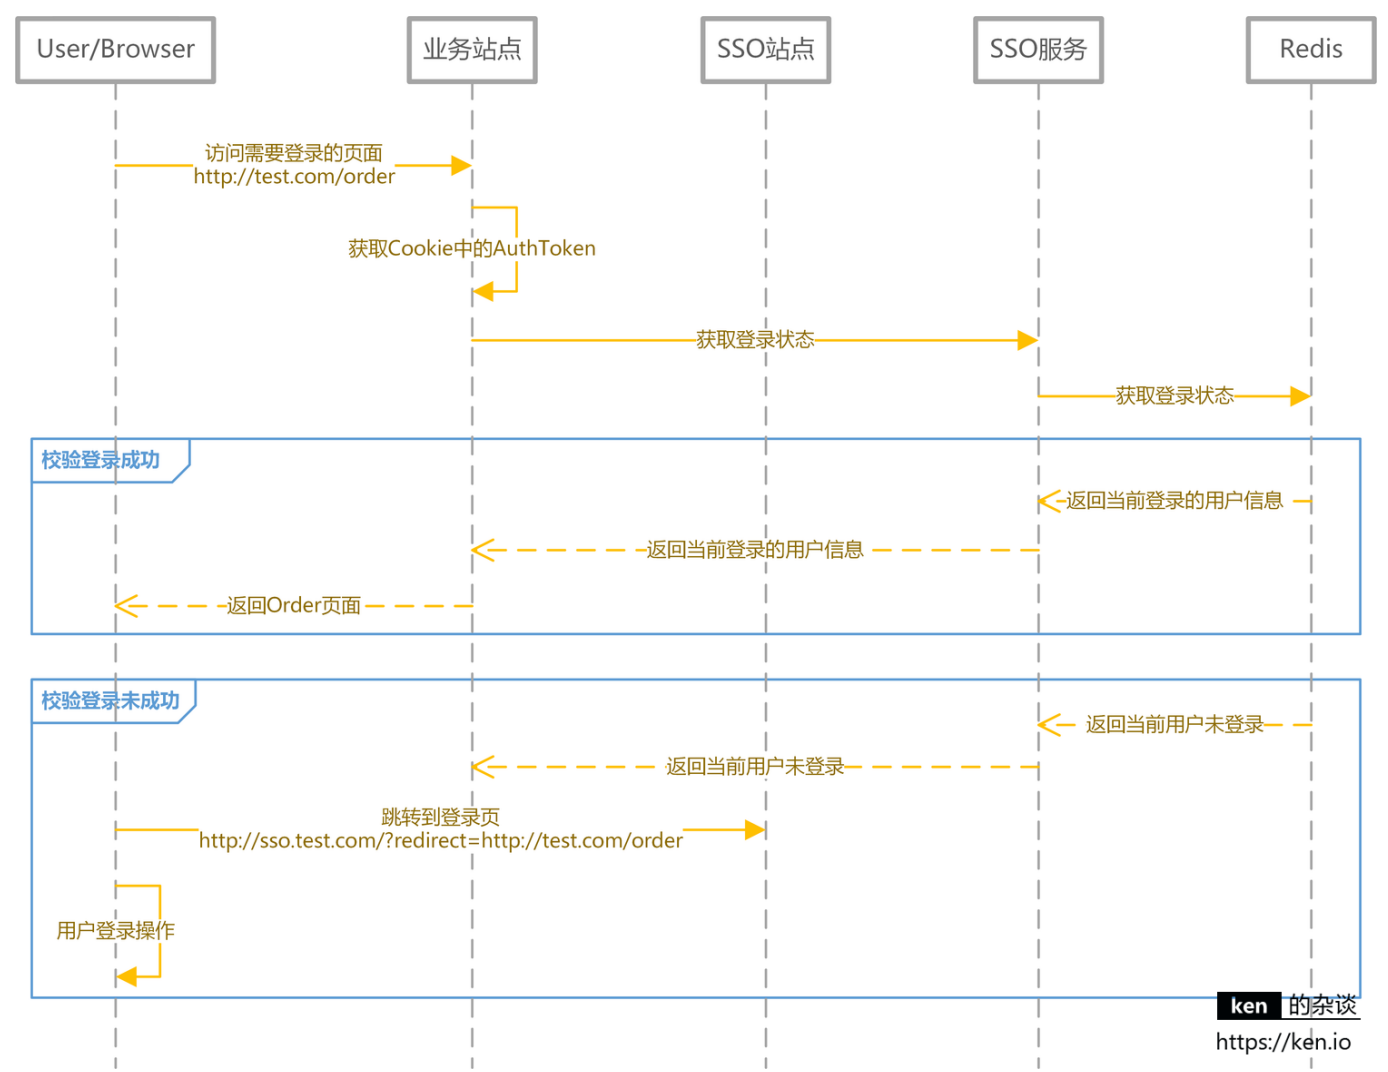 User/Browser
业务站点
SSO站点
SSO服务
Redis
访问需要登录的页面
http://test.com/order
获取Cookie中的AuthToken
获取登录状态
获取登录状态
校验登录成功
返回当前登录的用户信息
返回当前登录的用户信息
返回Order页面
校验登录未成功
返回当前用户未登录
返回当前用户未登录
跳转到登录页
http://sso.test.com/?redirect=http://test.com/order
用户登录操作
ken 的杂谈
https://ken.io